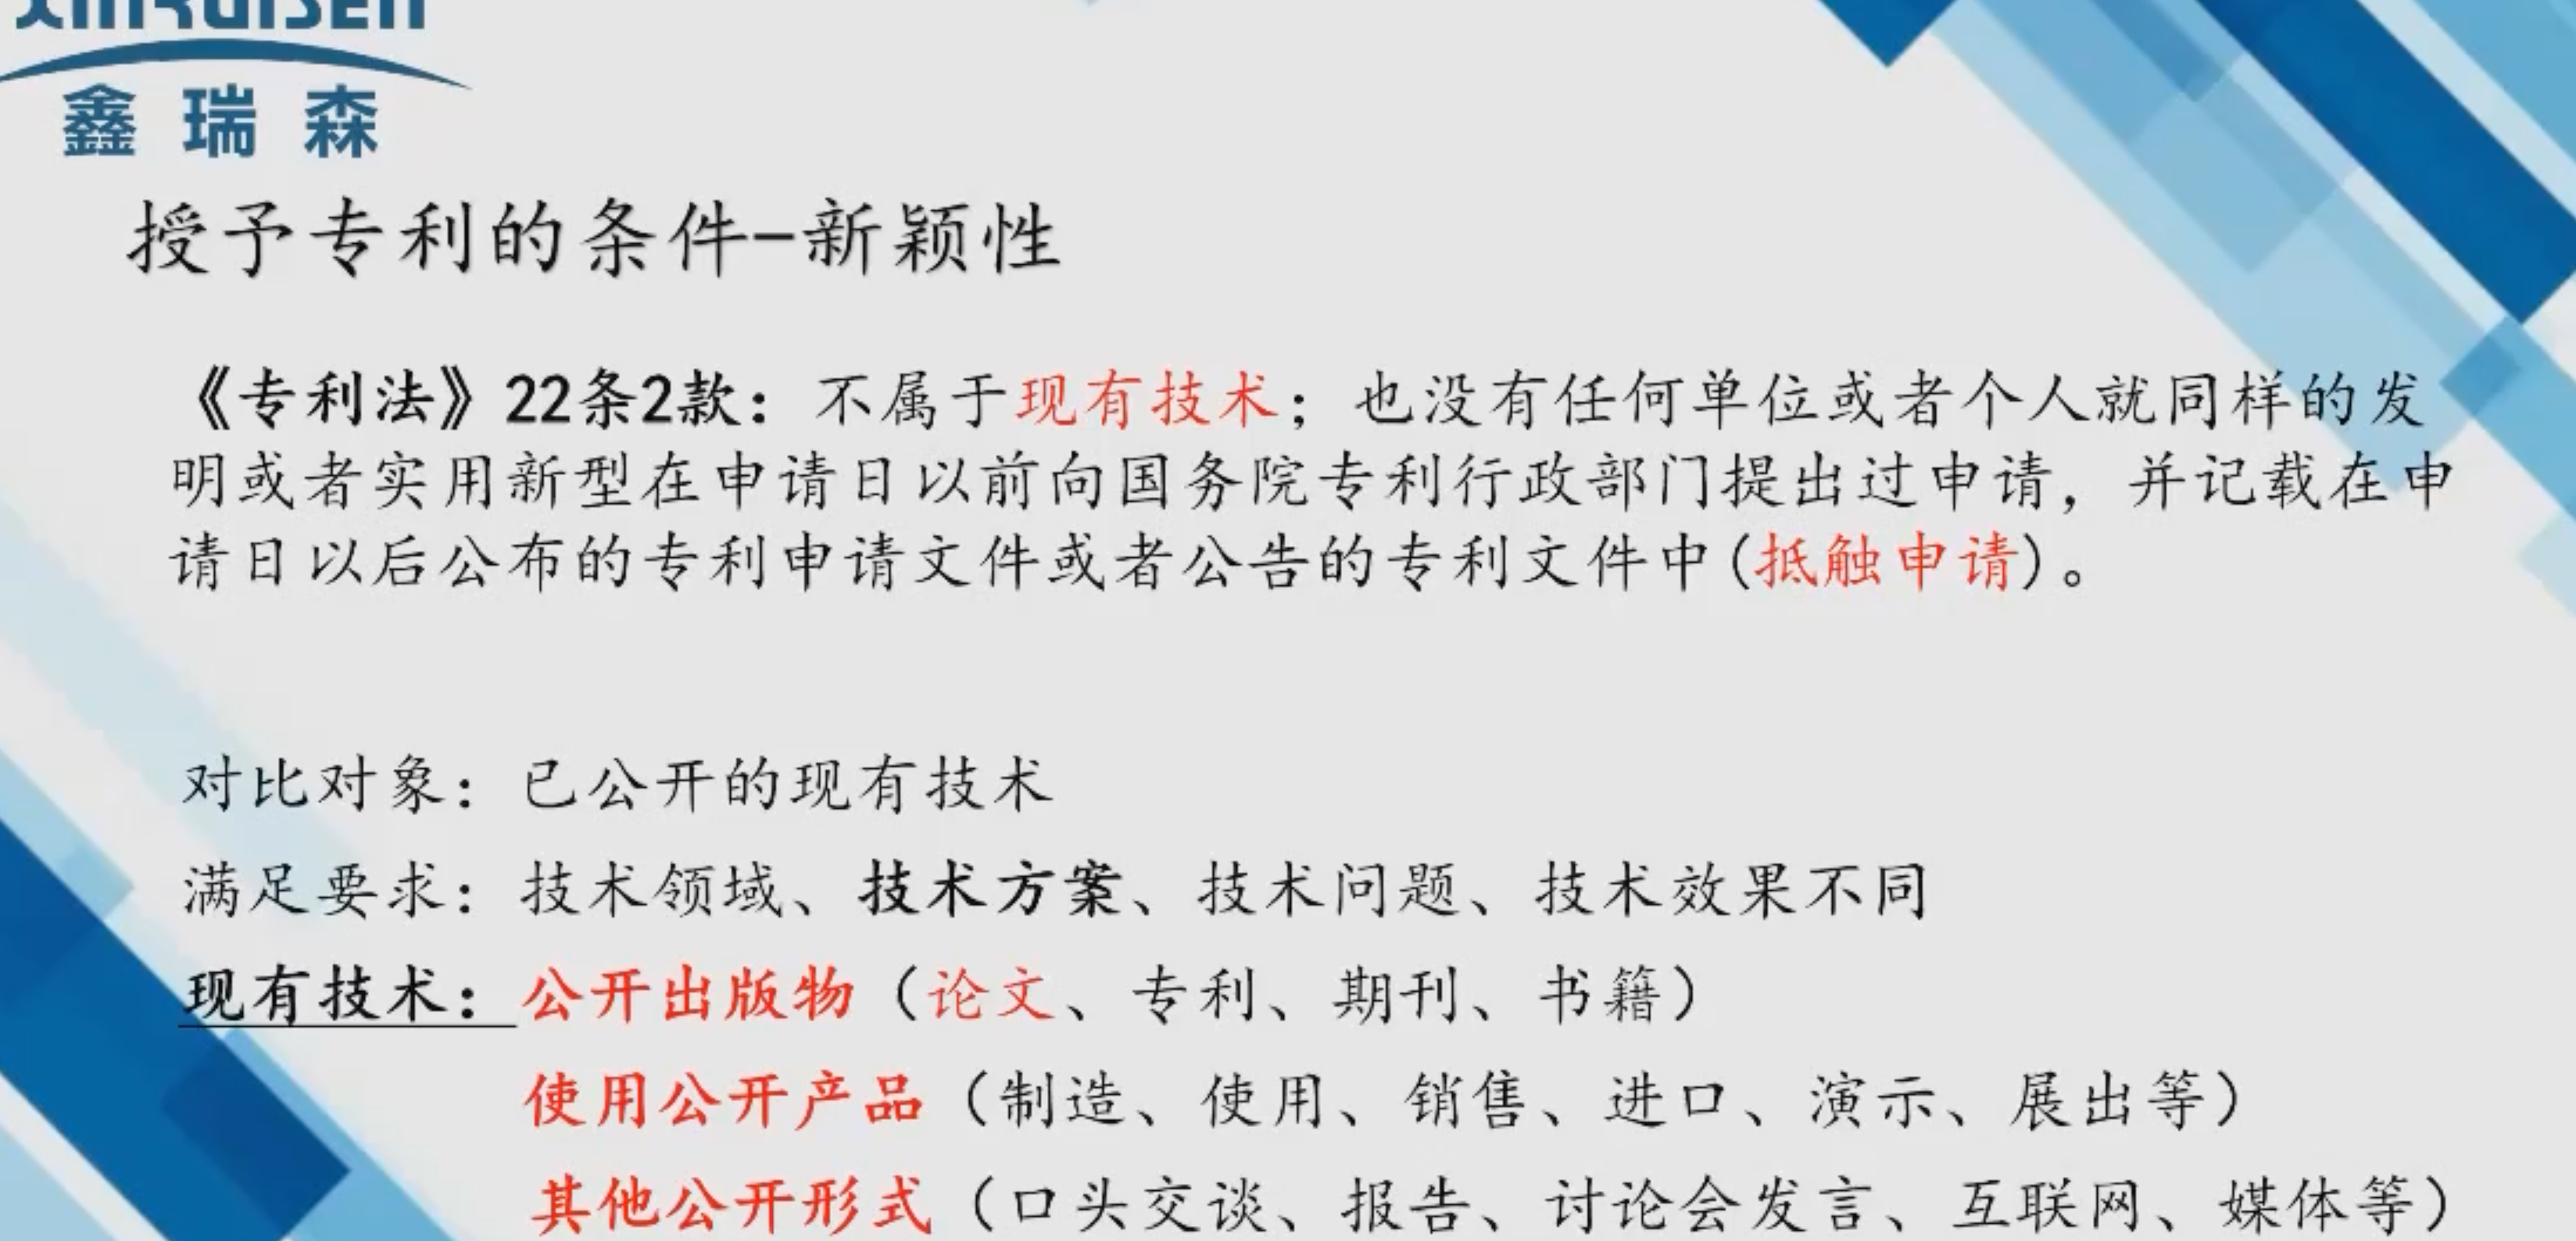 XINRUISEN
鑫瑞森
授予专利的条件-新颖性
《专利法》22条2款：不属于现有技术；也没有任何单位或者个人就同样的发
明或者实用新型在申请日以前向国务院专利行政部门提出过申请，并记载在申
请日以后公布的专利申请文件或者公告的专利文件中(抵触申请)。
对比对象：已公开的现有技术
满足要求：技术领域、技术方案、技术问题、技术效果不同
现有技术：公开出版物（论文、专利、期刊、书籍）
使用公开产品（制造、使用、销售、进口、演示、展出等）
其他公开形式（口头交谈、报告、讨论会发言、互联网、媒体等）